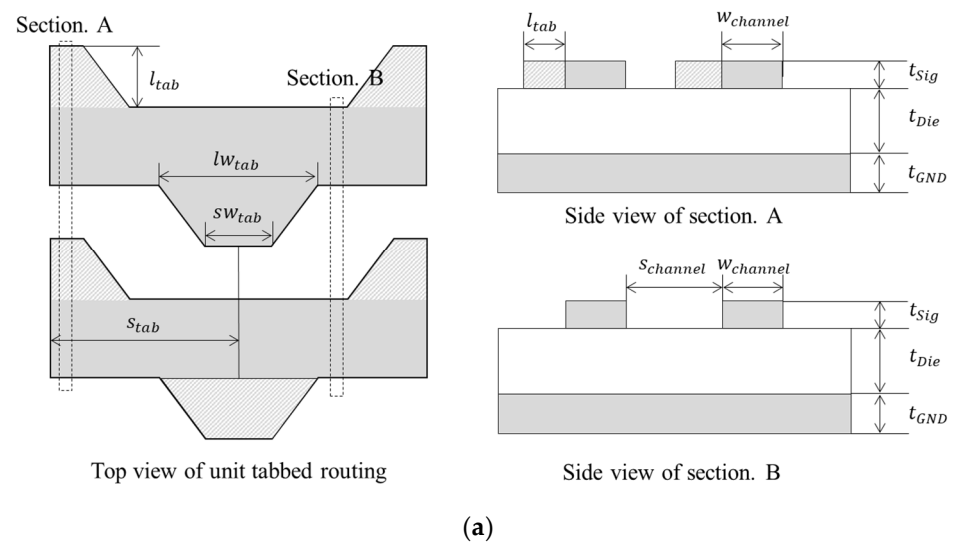 Section. A
l_tab
Section. B
lw_tab
sw_tab
s_tab
Top view of unit tabbed routing
l_tab
w_channel
t_Sig
t_Die
t_GND
Side view of section. A
s_channel
w_channel
t_Sig
t_Die
t_GND
Side view of section. B
(a)